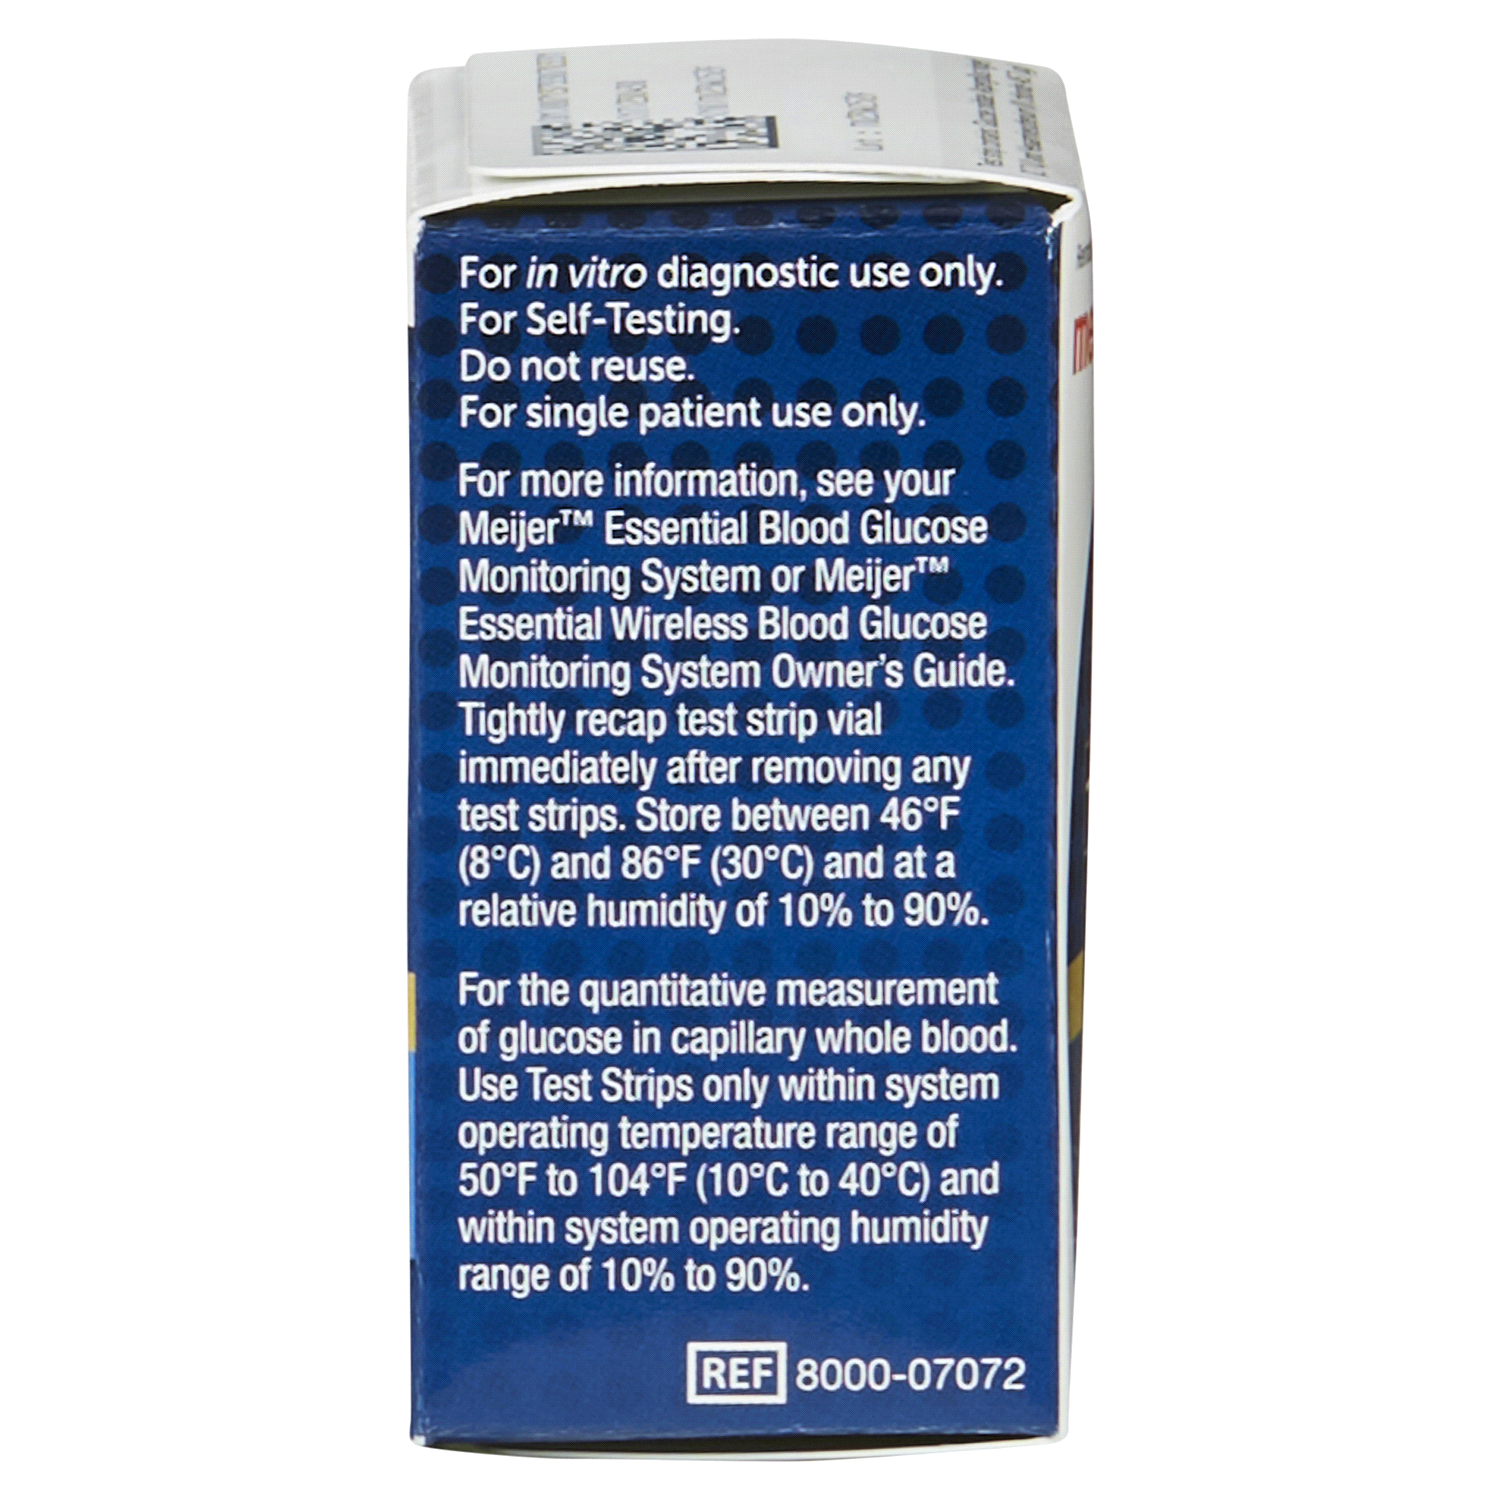 For in vitro diagnostic use only.
For Self-Testing.
Do not reuse.
For single patient use only.
For more information, see your
Meijer™ Essential Blood Glucose
Monitoring System or Meijer™
Essential Wireless Blood Glucose
Monitoring System Owner's Guide.
Tightly recap test strip vial
immediately after removing any
test strips. Store between 46°F
(8°C) and 86°F (30°C) and at a
relative humidity of 10% to 90%.
For the quantitative measurement
of glucose in capillary whole blood.
Use Test Strips only within system
operating temperature range of
50°F to 104°F (10°C to 40°C) and
within system operating humidity
range of 10% to 90%.
REF 8000-07072